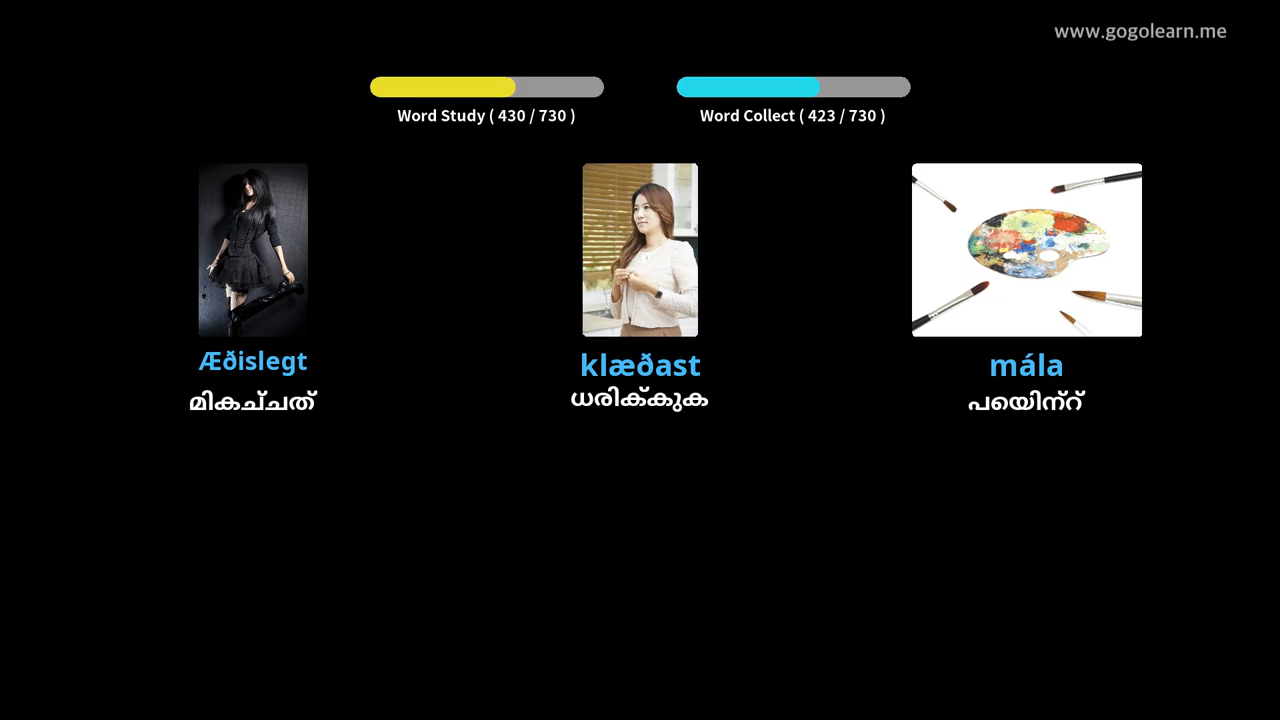 www.gogolearn.me
Word Study ( 430 / 730 )
Word Collect ( 423 / 730 )
Æðislegt
മികച്ചത്
klæðast
ധരിക്കുക
mála
പയെിന്റ്